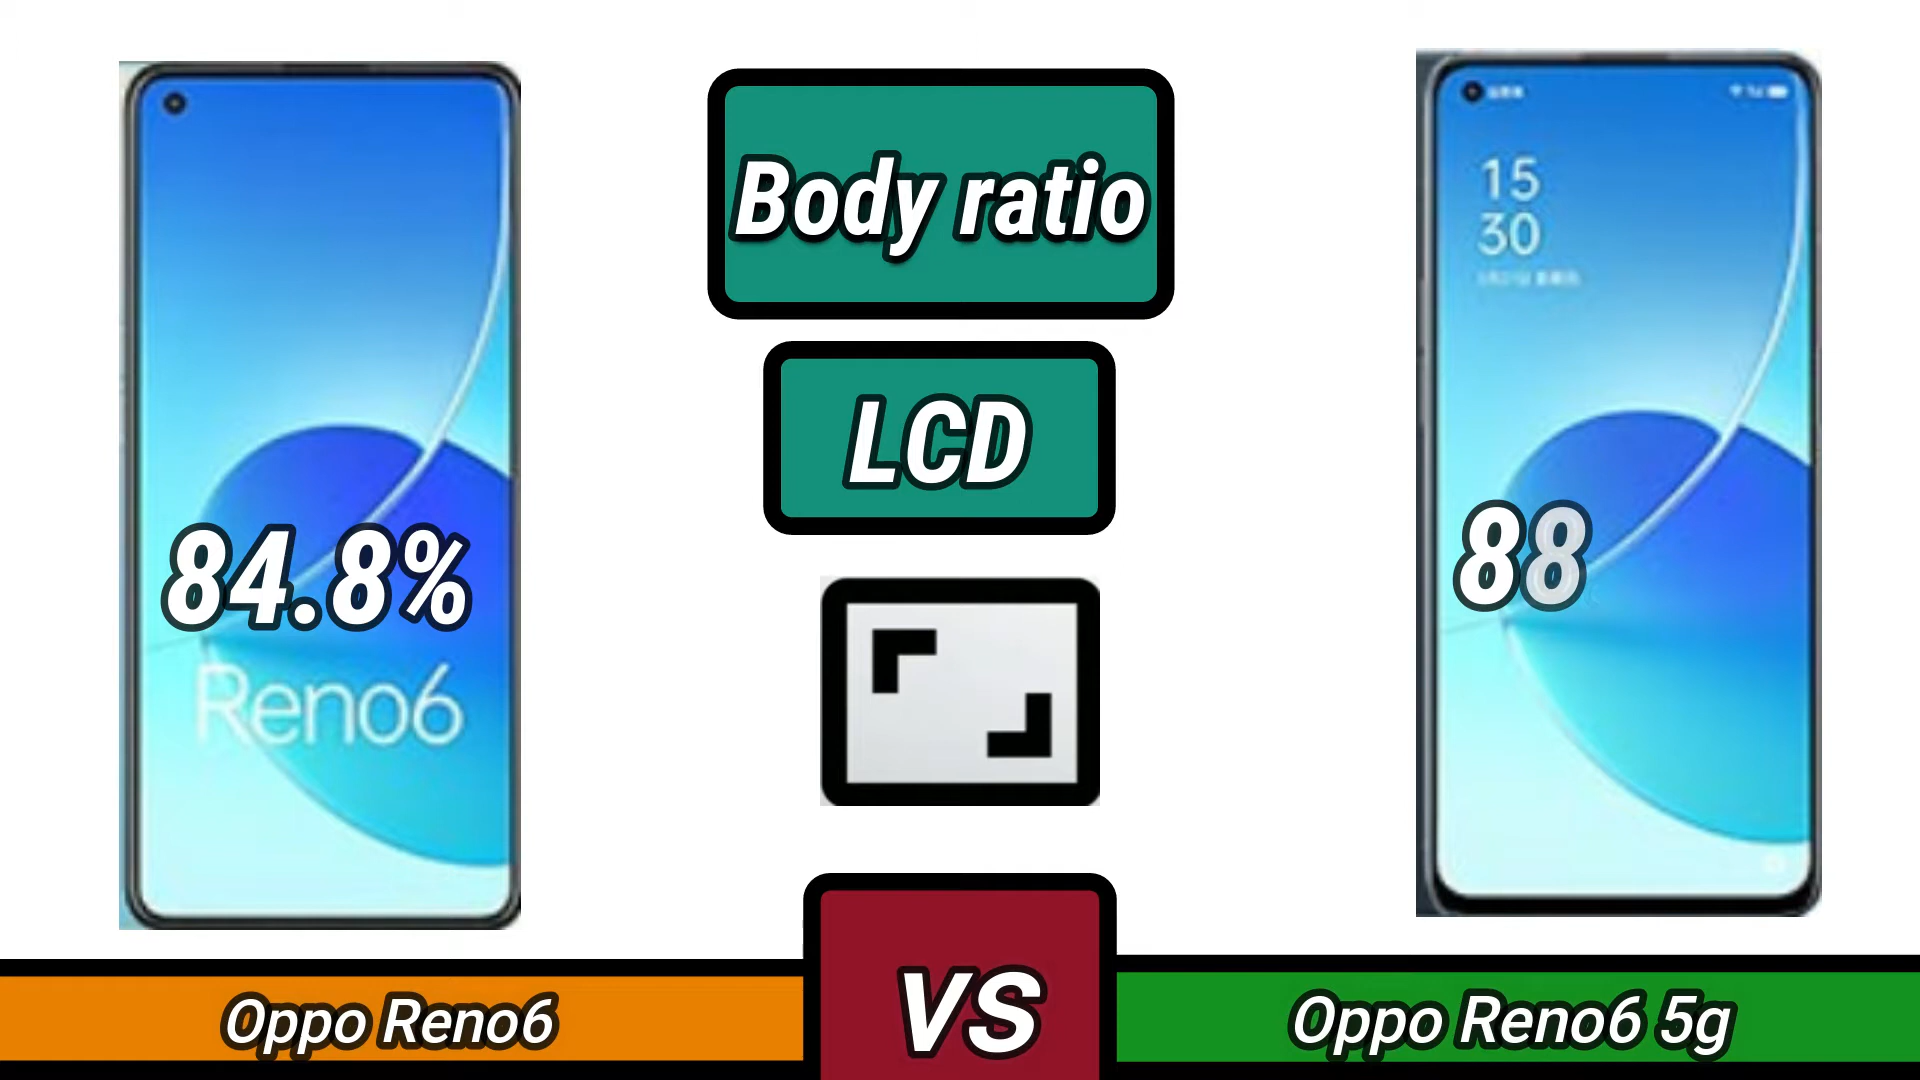 Body ratio
LCD
84.8%
Reno6
15
30
88
VS
Oppo Reno6
Oppo Reno6 5g